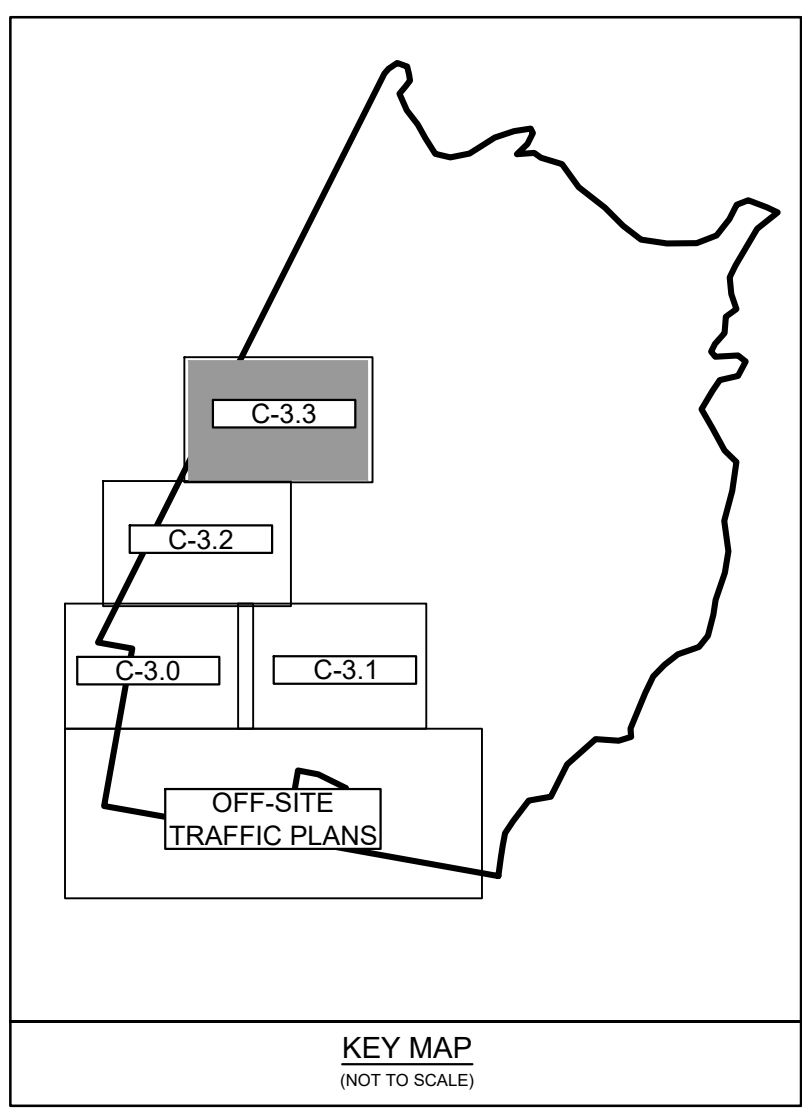 C-3.3
C-3.2
C-3.0
C-3.1
OFF-SITE
TRAFFIC PLANS
KEY MAP
(NOT TO SCALE)